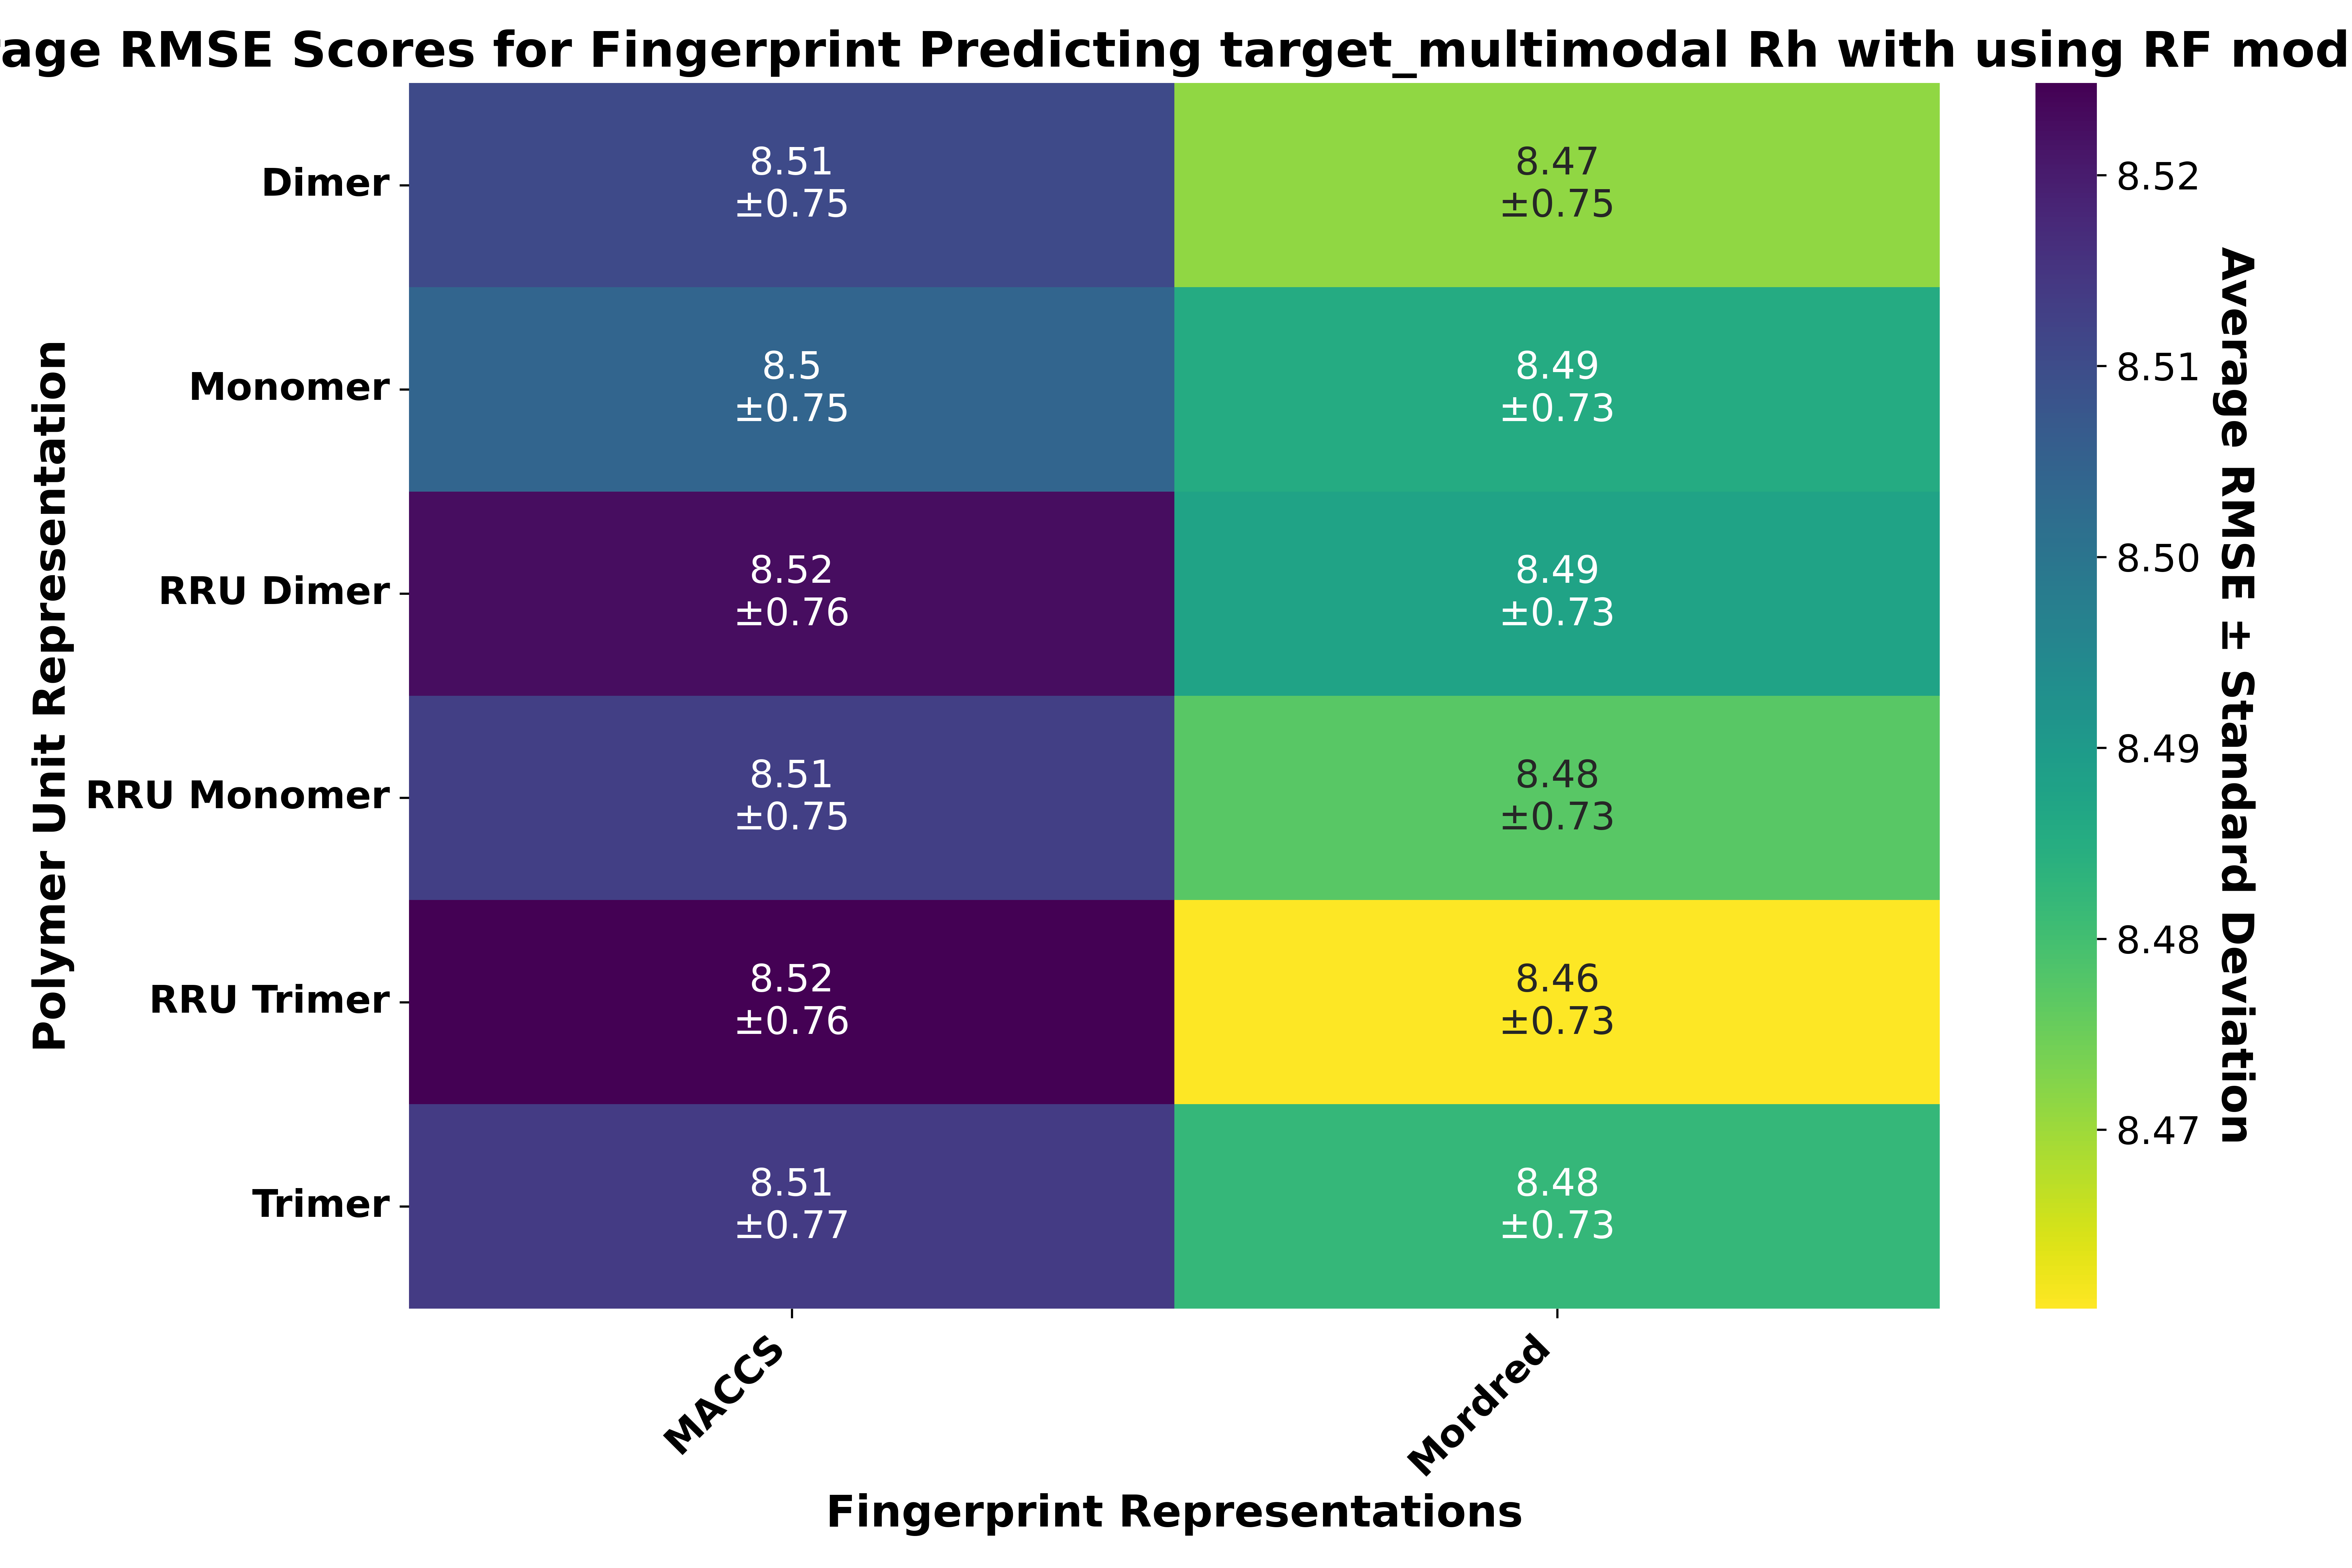 age RMSE Scores for Fingerprint Predicting target_multimodal Rh with using RF mod
Polymer Unit Representation
Dimer
8.51
±0.75
8.47
±0.75
Monomer
8.5
±0.75
8.49
±0.73
RRU Dimer
8.52
±0.76
8.49
±0.73
RRU Monomer
8.51
±0.75
8.48
±0.73
RRU Trimer
8.52
±0.76
8.46
±0.73
Trimer
8.51
±0.77
8.48
±0.73
MACCS
Mordred
Fingerprint Representations
8.52
8.51
8.50
8.49
8.48
8.47
Average RMSE ± Standard Deviation